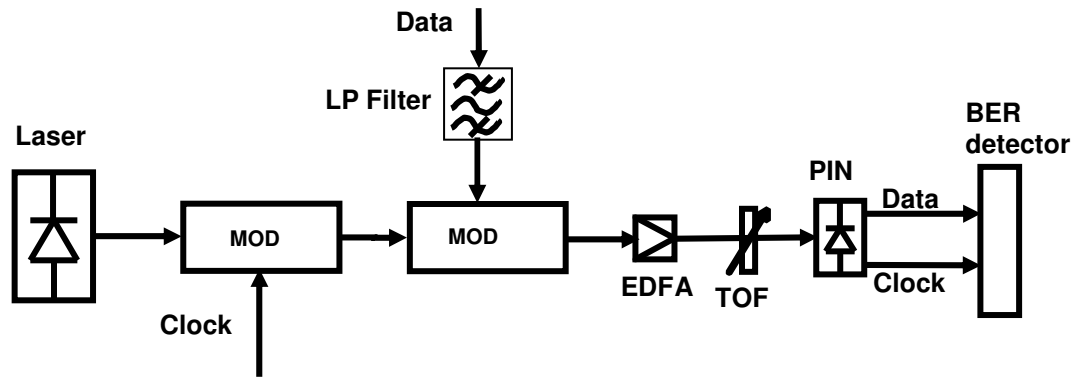 Data
LP Filter
Laser
BER
detector
PIN
Data
MOD
MOD
Clock
EDFA
TOF
Clock